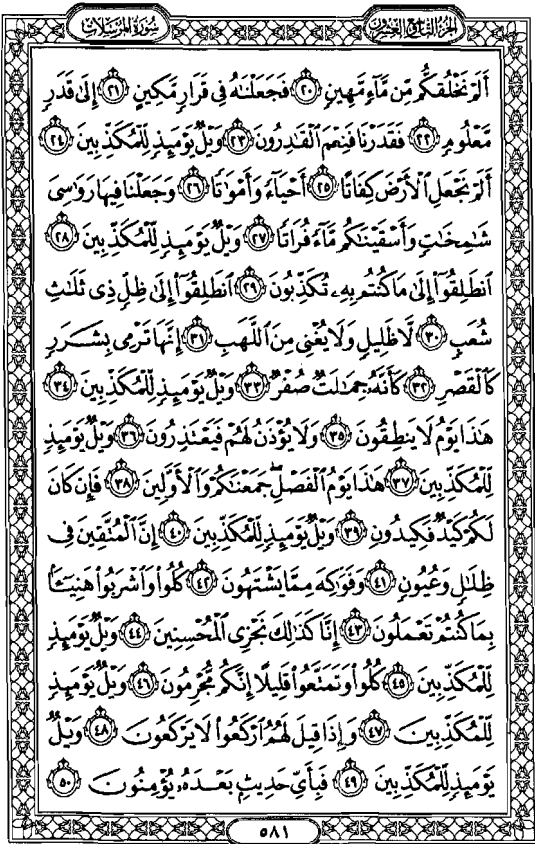 الجزء التاسع والعشرون سورة المرسلات
أَلَمْ نَخْلُقكُّم مِّن مَّآءٍ مَّهِينٍ ٢٠ فَجَعَلْنَٰهُ فِى قَرَارٍ مَّكِينٍ ٢١ إِلَىٰ قَدَرٍ
مَّعْلُومٍ ٢٢ فَقَدَرْنَا فَنِعْمَ ٱلْقَٰدِرُونَ ٢٣ وَيْلٌ يَوْمَئِذٍ لِّلْمُكَذِّبِينَ ٢٤
أَلَمْ نَجْعَلِ ٱلْأَرْضَ كِفَاتًا ٢٥ أَحْيَآءً وَأَمْوَٰتًا ٢٦ وَجَعَلْنَا فِيهَا رَوَٰسِىَ
شَٰمِخَٰتٍ وَأَسْقَيْنَٰكُم مَّآءً فُرَاتًا ٢٧ وَيْلٌ يَوْمَئِذٍ لِّلْمُكَذِّبِينَ ٢٨
ٱنطَلِقُوٓا۟ إِلَىٰ مَا كُنتُم بِهِۦ تُكَذِّبُونَ ٢٩ ٱنطَلِقُوٓا۟ إِلَىٰ ظِلٍّ ذِى ثَلَٰثِ
شُعَبٍ ٣٠ لَّا ظَلِيلٍ وَلَا يُغْنِى مِنَ ٱللَّهَبِ ٣١ إِنَّهَا تَرْمِى بِشَرَرٍ
كَٱلْقَصْرِ ٣٢ كَأَنَّهُۥ جِمَٰلَتٌ صُفْرٌ ٣٣ وَيْلٌ يَوْمَئِذٍ لِّلْمُكَذِّبِينَ ٣٤
هَٰذَا يَوْمُ لَا يَنطِقُونَ ٣٥ وَلَا يُؤْذَنُ لَهُمْ فَيَعْتَذِرُونَ ٣٦ وَيْلٌ يَوْمَئِذٍ
لِّلْمُكَذِّبِينَ ٣٧ هَٰذَا يَوْمُ ٱلْفَصْلِ ۖ جَمَعْنَٰكُمْ وَٱلْأَوَّلِينَ ٣٨ فَإِن كَانَ
لَكُمْ كَيْدٌ فَكِيدُونِ ٣٩ وَيْلٌ يَوْمَئِذٍ لِّلْمُكَذِّبِينَ ٤٠ إِنَّ ٱلْمُتَّقِينَ فِى
ظِلَٰلٍ وَعُيُونٍ ٤١ وَفَوَٰكِهَ مِمَّا يَشْتَهُونَ ٤٢ كُلُوا۟ وَٱشْرَبُوا۟ هَنِيٓـًٔۢا
بِمَا كُنتُمْ تَعْمَلُونَ ٤٣ إِنَّا كَذَٰلِكَ نَجْزِى ٱلْمُحْسِنِينَ ٤٤ وَيْلٌ يَوْمَئِذٍ
لِّلْمُكَذِّبِينَ ٤٥ كُلُوا۟ وَتَمَتَّعُوا۟ قَلِيلًا إِنَّكُم مُّجْرِمُونَ ٤٦ وَيْلٌ يَوْمَئِذٍ
لِّلْمُكَذِّبِينَ ٤٧ وَإِذَا قِيلَ لَهُمُ ٱرْكَعُوا۟ لَا يَرْكَعُونَ ٤٨ وَيْلٌ
يَوْمَئِذٍ لِّلْمُكَذِّبِينَ ٤٩ فَبِأَىِّ حَدِيثٍۭ بَعْدَهُۥ يُؤْمِنُونَ ٥٠
٥٨١